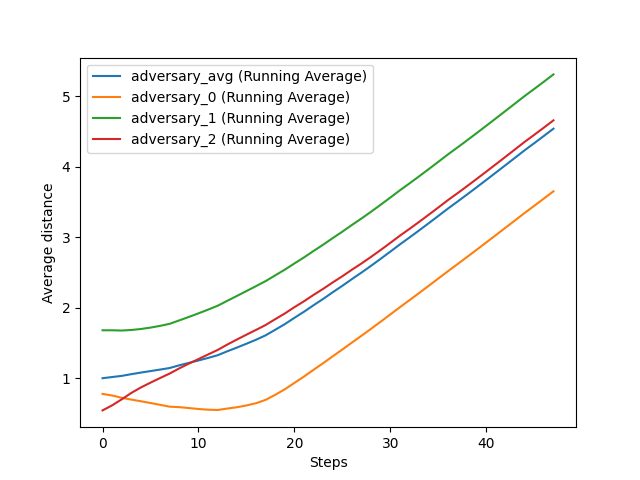 adversary_avg (Running Average)
adversary_0 (Running Average)
adversary_1 (Running Average)
adversary_2 (Running Average)
5
4
3
2
1
Average distance
0
10
20
30
40
Steps